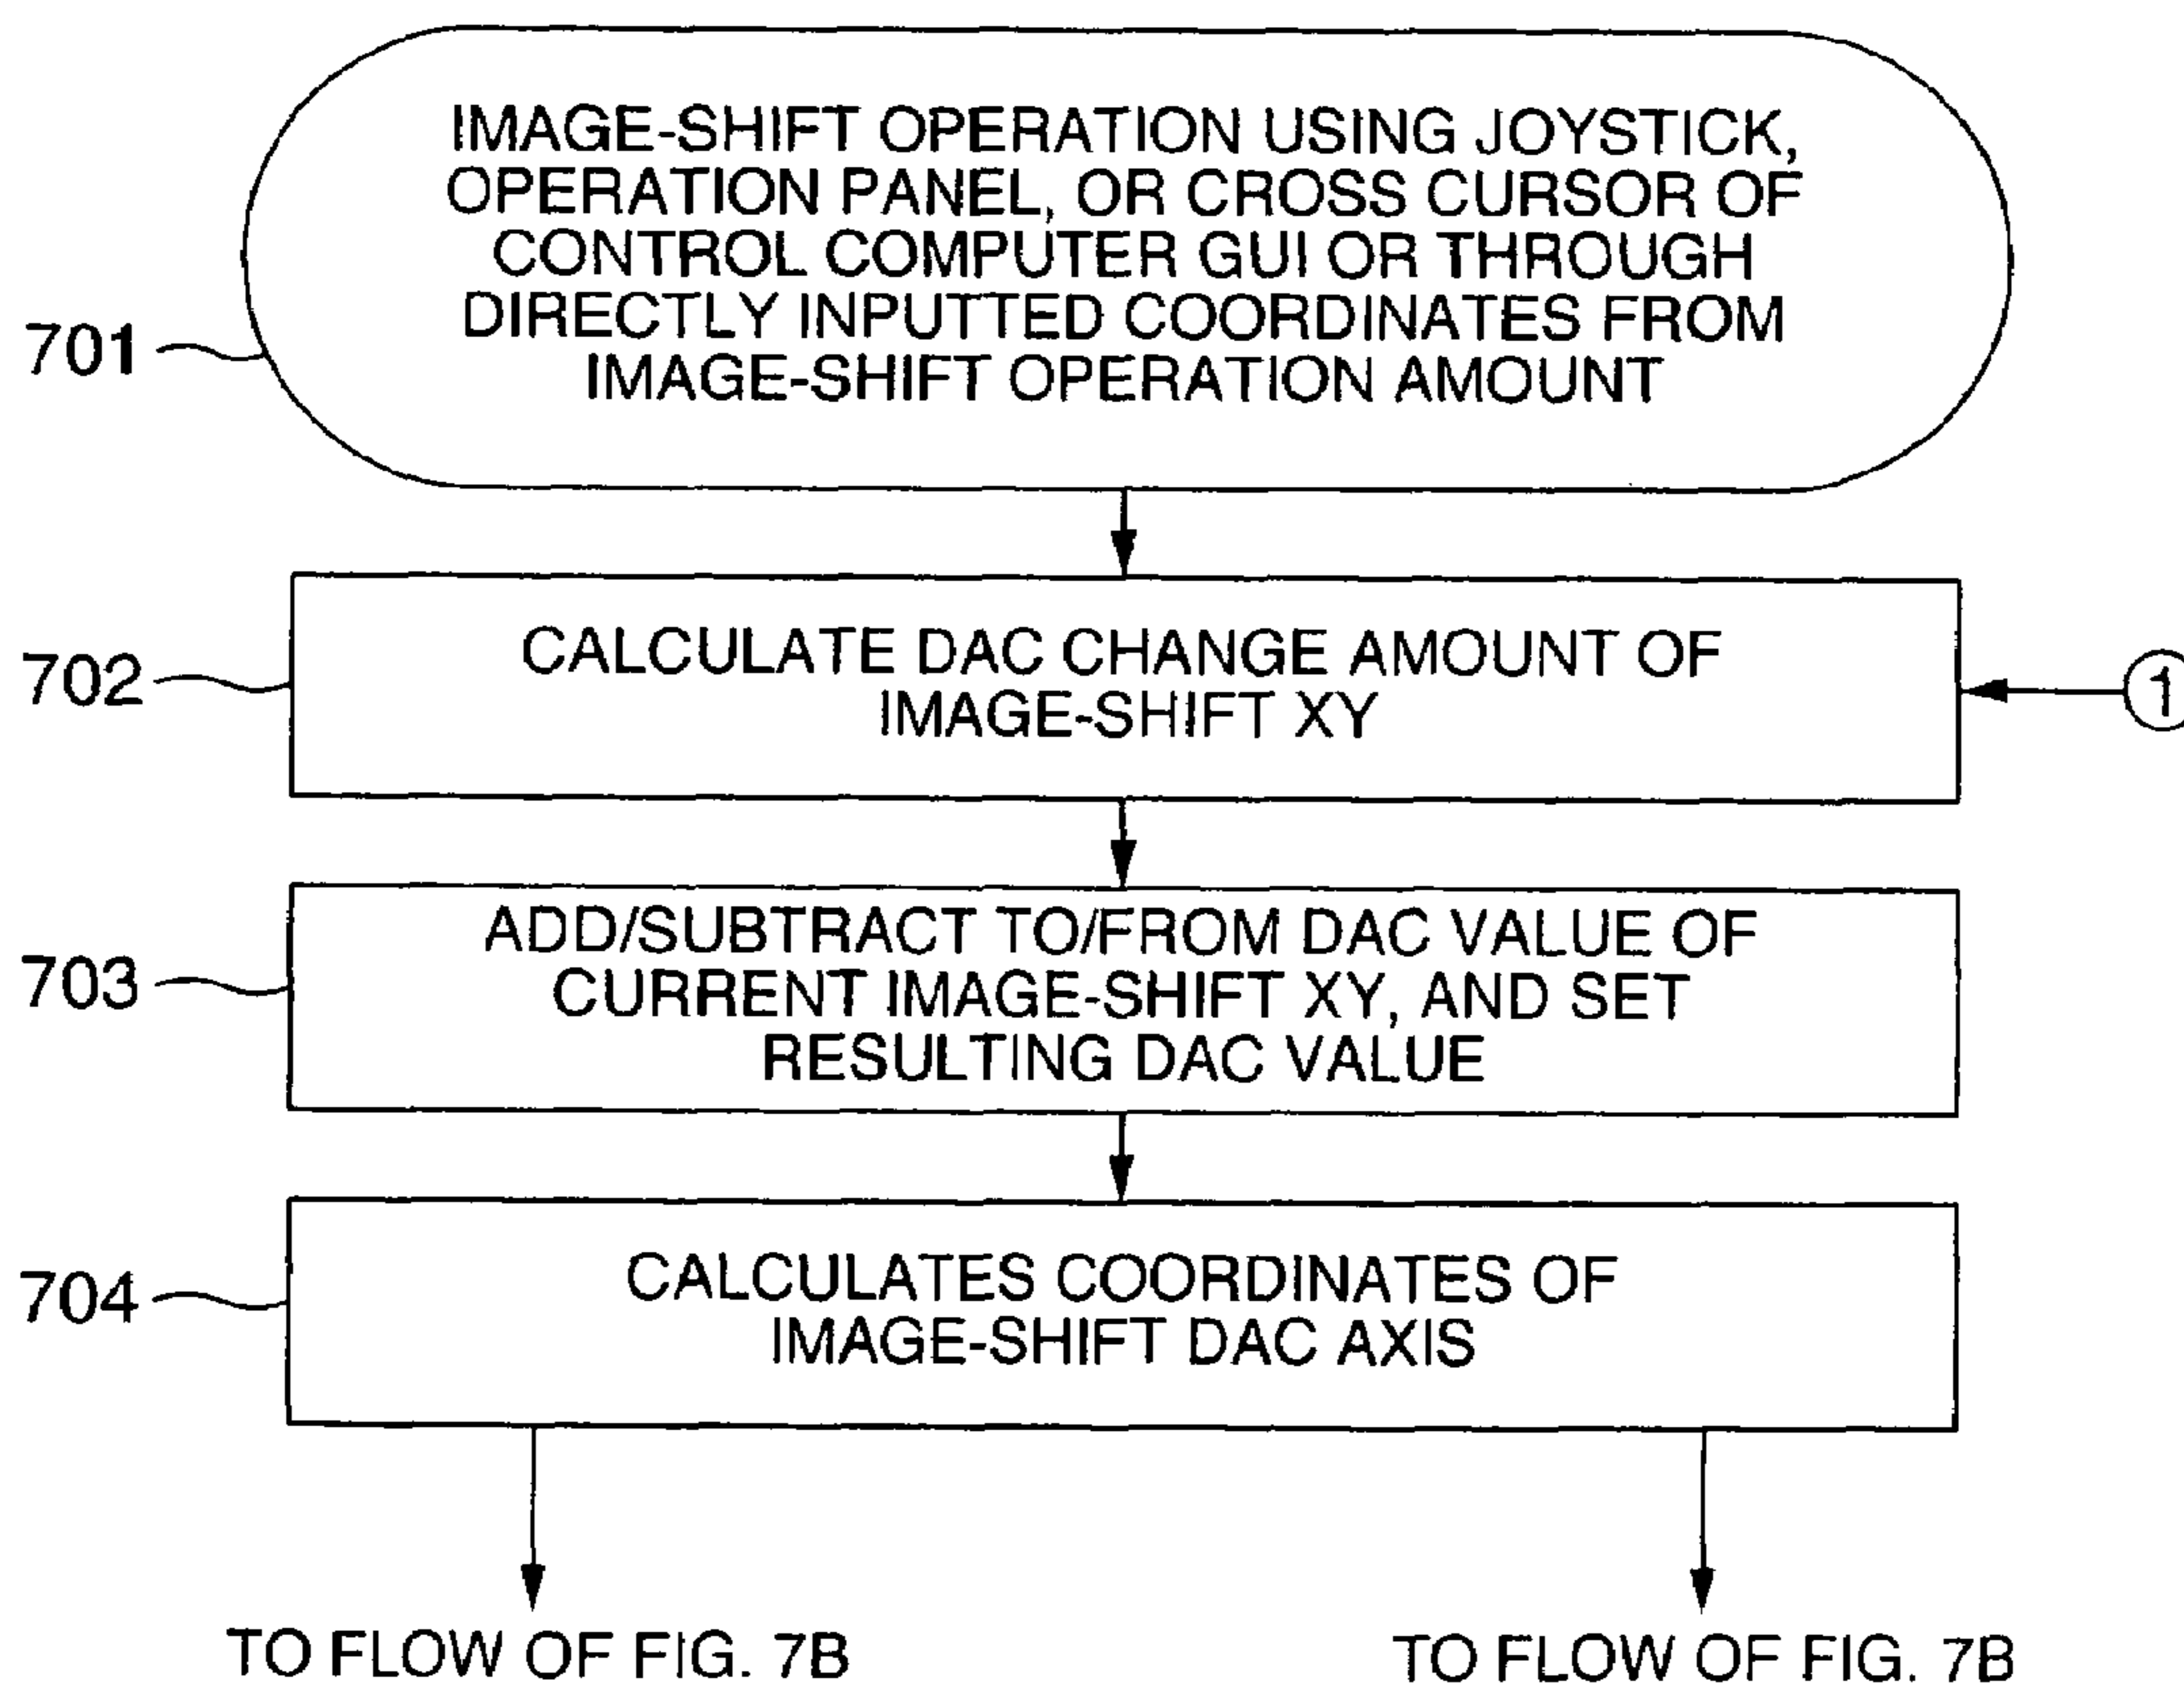 IMAGE-SHIFT OPERATION USING JOYSTICK,
OPERATION PANEL, OR CROSS CURSOR OF
CONTROL COMPUTER GUI OR THROUGH
DIRECTLY INPUTTED COORDINATES FROM
IMAGE-SHIFT OPERATION AMOUNT
701
CALCULATE DAC CHANGE AMOUNT OF
IMAGE-SHIFT XY
702
1
ADD/SUBTRACT TO/FROM DAC VALUE OF
CURRENT IMAGE-SHIFT XY, AND SET
RESULTING DAC VALUE
703
CALCULATES COORDINATES OF
IMAGE-SHIFT DAC AXIS
704
TO FLOW OF FIG. 7B
TO FLOW OF FIG. 7B